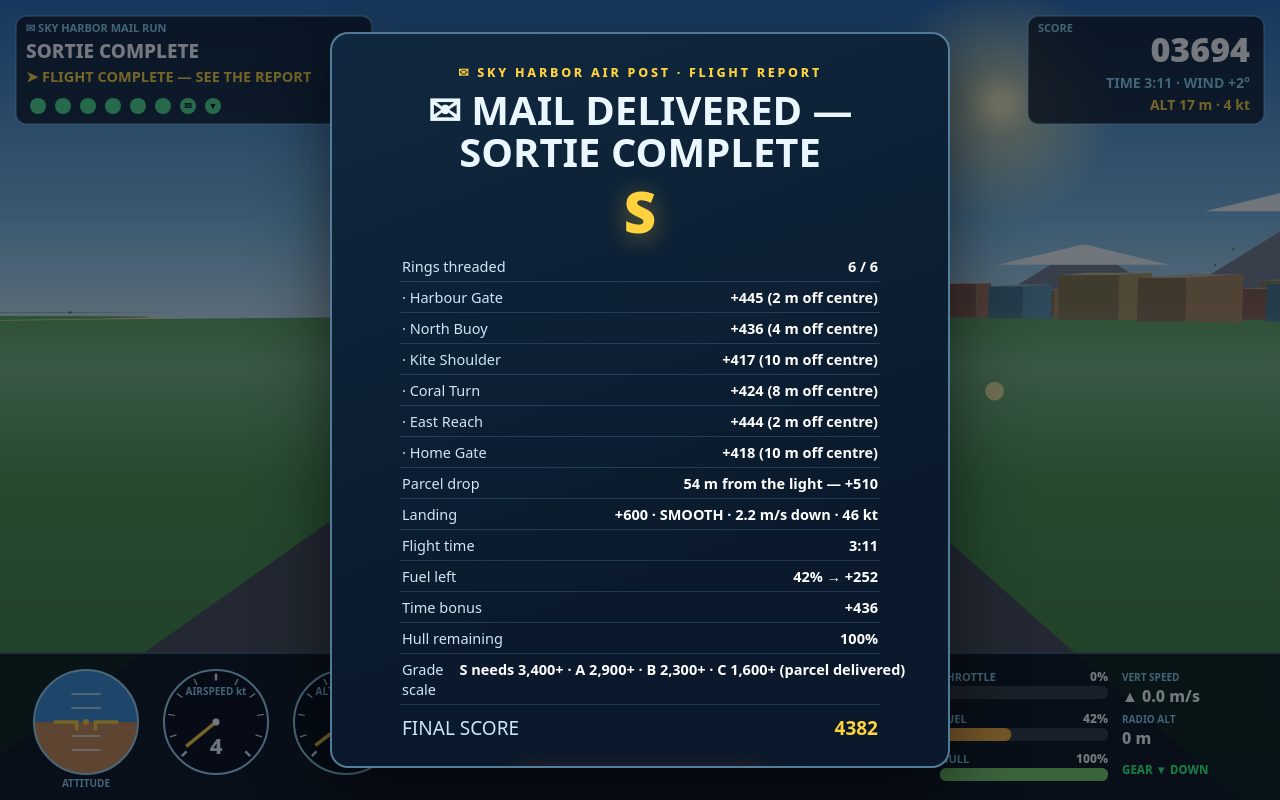 ✉ SKY HARBOR MAIL RUN
SORTIE COMPLETE
➤ FLIGHT COMPLETE — SEE THE REPORT
SCORE
03694
TIME 3:11 · WIND +2°
ALT 17 m · 4 kt
✉ SKY HARBOR AIR POST · FLIGHT REPORT
✉ MAIL DELIVERED —
SORTIE COMPLETE
S
Rings threaded 6 / 6
· Harbour Gate +445 (2 m off centre)
· North Buoy +436 (4 m off centre)
· Kite Shoulder +417 (10 m off centre)
· Coral Turn +424 (8 m off centre)
· East Reach +444 (2 m off centre)
· Home Gate +418 (10 m off centre)
Parcel drop 54 m from the light — +510
Landing +600 · SMOOTH · 2.2 m/s down · 46 kt
Flight time 3:11
Fuel left 42% → +252
Time bonus +436
Hull remaining 100%
Grade scale S needs 3,400+ · A 2,900+ · B 2,300+ · C 1,600+ (parcel delivered)
FINAL SCORE 4382
ATTITUDE
AIRSPEED kt
4
0%
42%
100%
VERT SPEED
▲ 0.0 m/s
RADIO ALT
0 m
GEAR ▼ DOWN